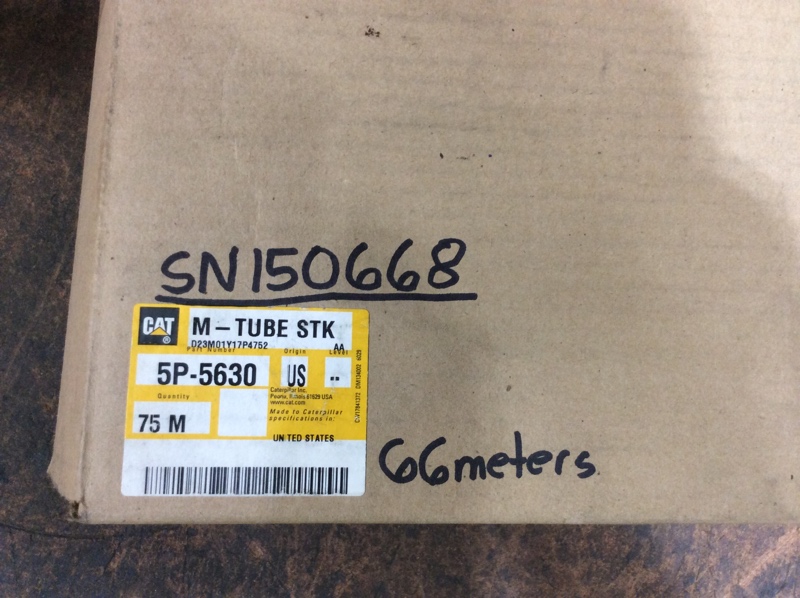 SN150668
CAT
M-TUBE STK
D23M01Y17P4752
AA
Part Number
Origin
Level
5P-5630
US
--
Quantity
Caterpillar Inc.
Peoria, Illinois 61629 USA
www.cat.com
Made to Caterpillar
specifications in:
75 M
UNITED STATES
66meters